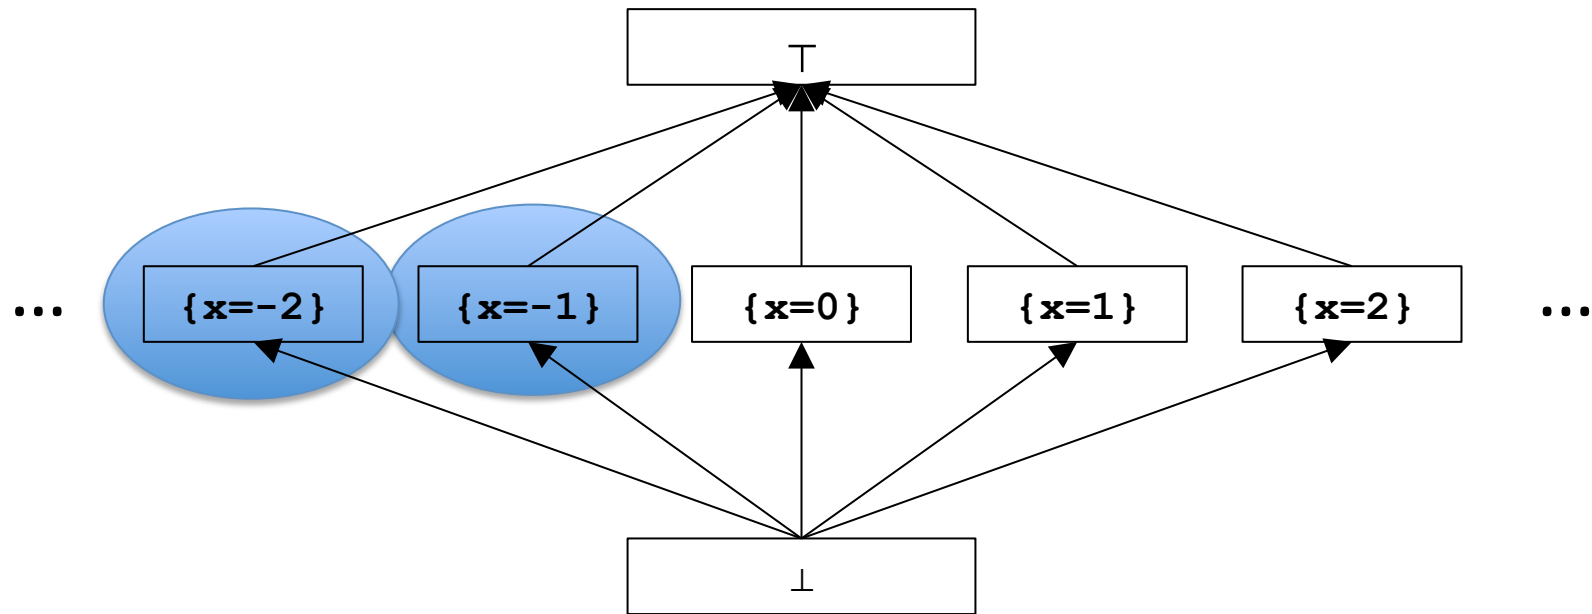 ⊤
... {x=-2} {x=-1} {x=0} {x=1} {x=2} ...
⊥